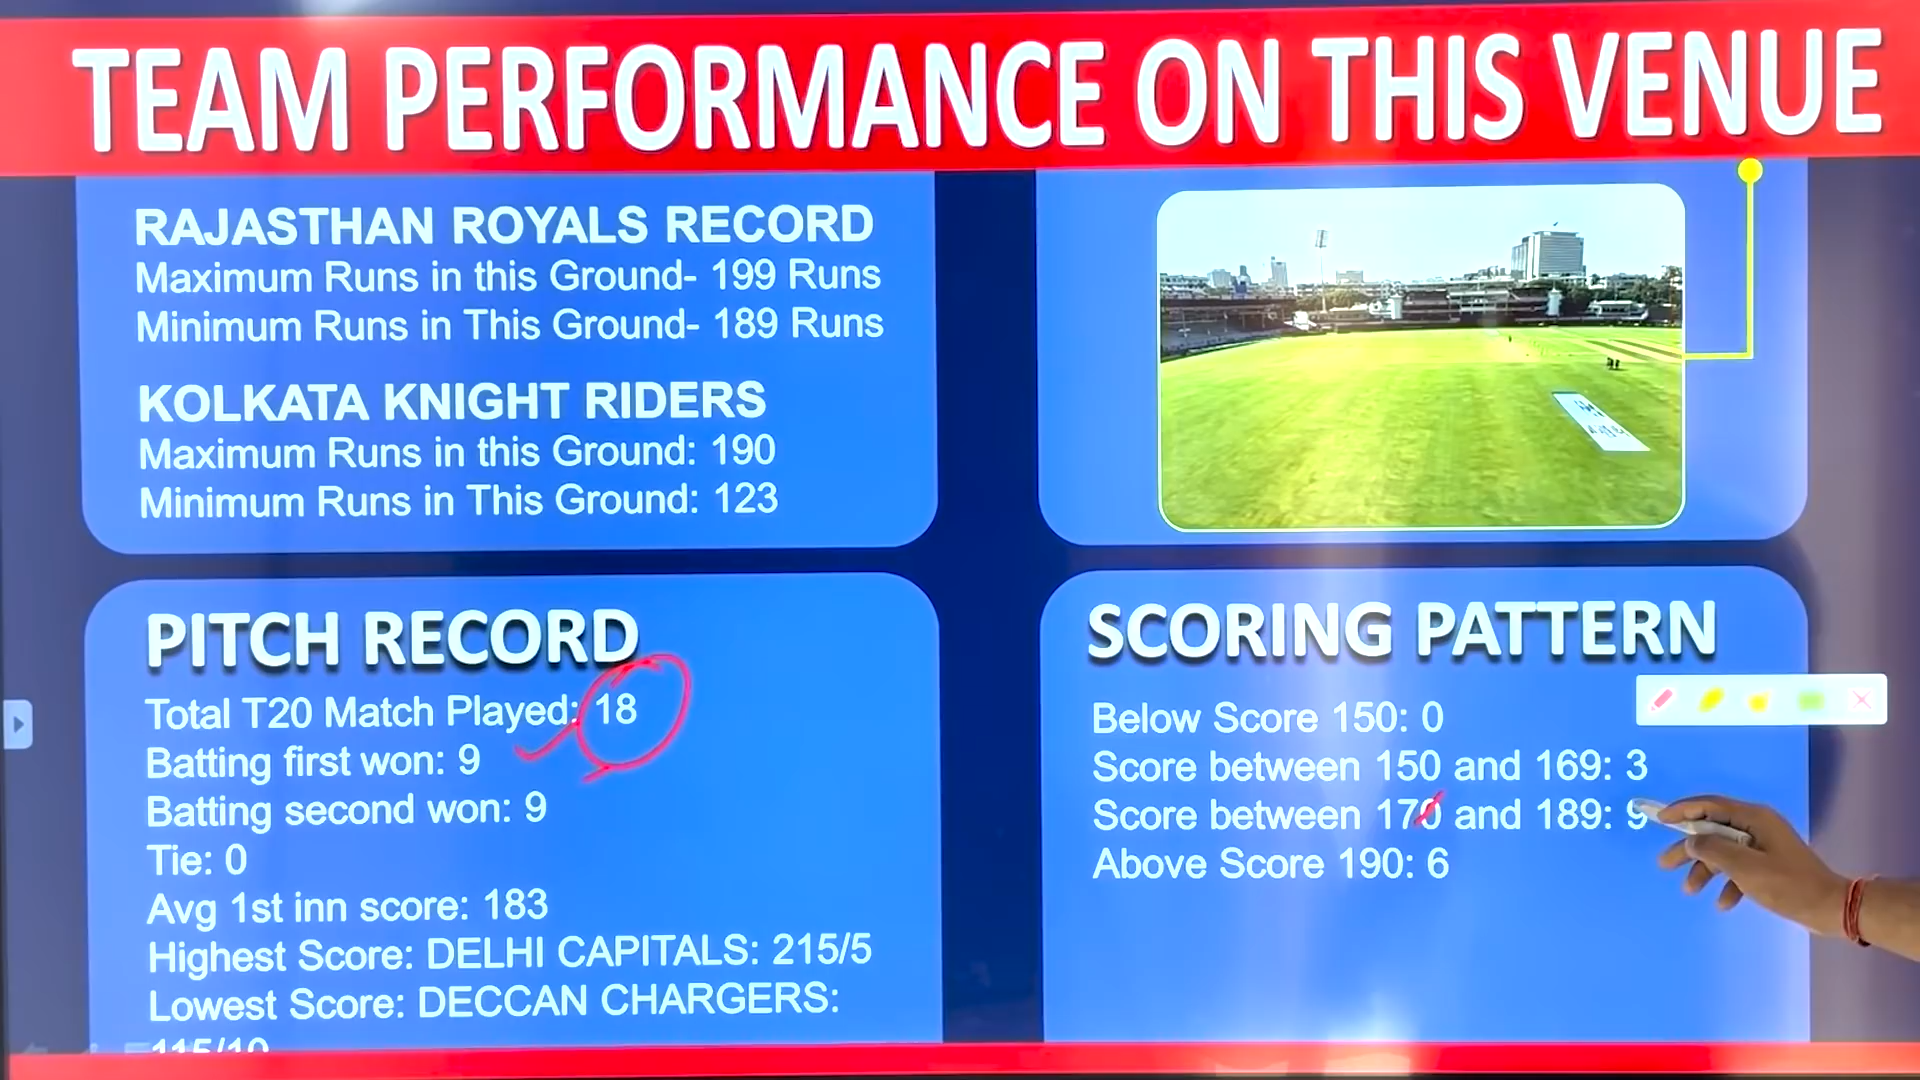 TEAM PERFORMANCE ON THIS VENUE
RAJASTHAN ROYALS RECORD
Maximum Runs in this Ground- 199 Runs
Minimum Runs in This Ground- 189 Runs
KOLKATA KNIGHT RIDERS
Maximum Runs in this Ground: 190
Minimum Runs in This Ground: 123
PITCH RECORD
Total T20 Match Played: 18
Batting first won: 9
Batting second won: 9
Tie: 0
Avg 1st inn score: 183
Highest Score: DELHI CAPITALS: 215/5
Lowest Score: DECCAN CHARGERS:
115/10
SCORING PATTERN
Below Score 150: 0
Score between 150 and 169: 3
Score between 170 and 189: 9
Above Score 190: 6